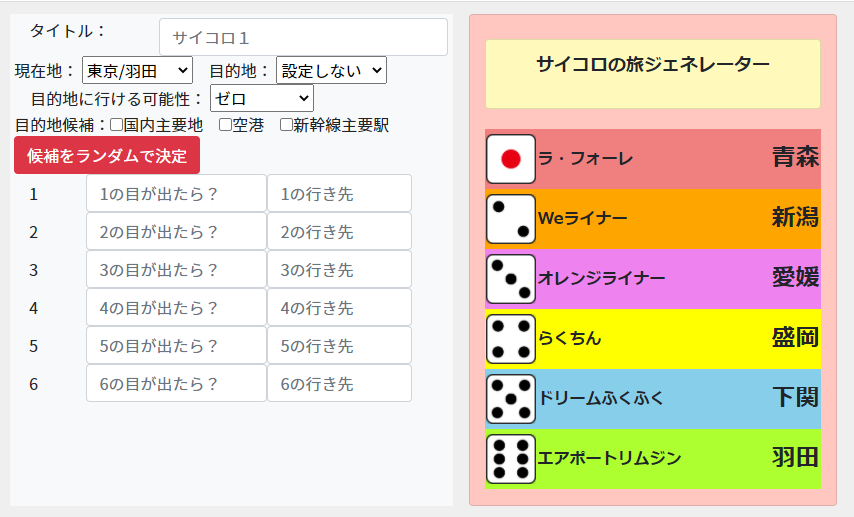 タイトル：
サイコロ１
現在地： 東京/羽田 目的地： 設定しない
目的地に行ける可能性： ゼロ
目的地候補： 国内主要地 空港 新幹線主要駅
候補をランダムで決定
1 1の目が出たら？ 1の行き先
2 2の目が出たら？ 2の行き先
3 3の目が出たら？ 3の行き先
4 4の目が出たら？ 4の行き先
5 5の目が出たら？ 5の行き先
6 6の目が出たら？ 6の行き先
サイコロの旅ジェネレーター
ラ・フォーレ 青森
Weライナー 新潟
オレンジライナー 愛媛
らくちん 盛岡
ドリームふくふく 下関
エアポートリムジン 羽田